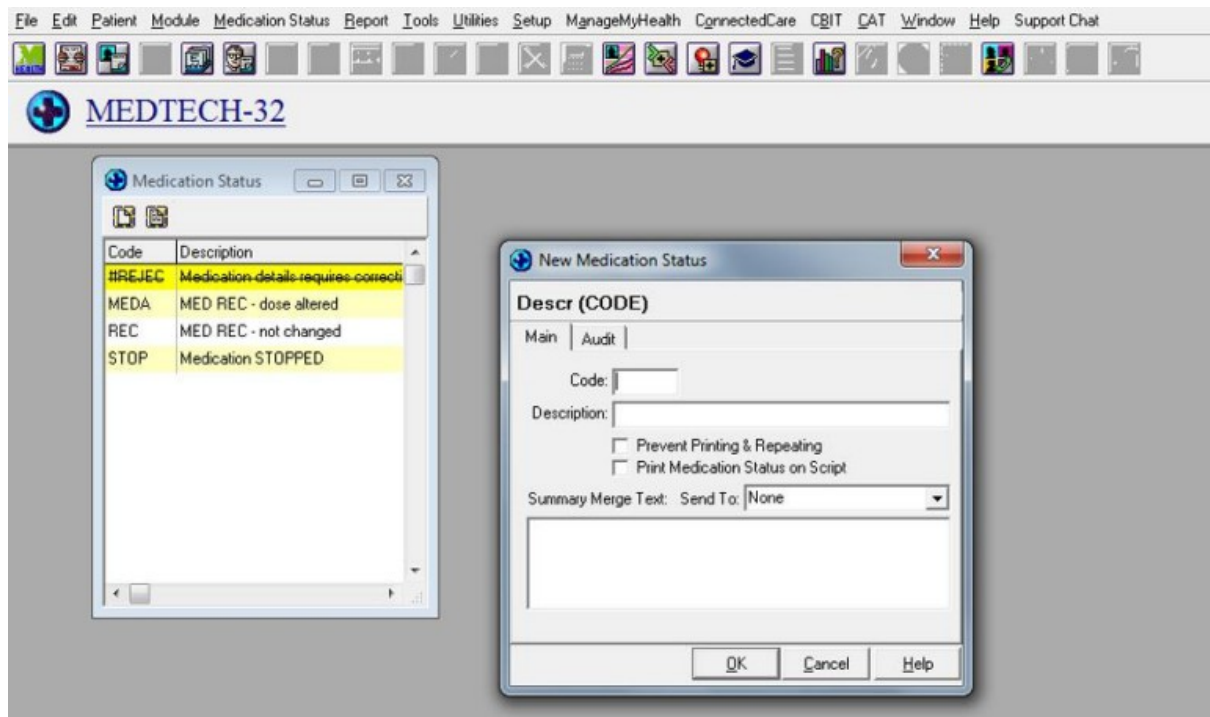 File Edit Patient Module Medication Status Report Tools Utilities Setup ManageMyHealth ConnectedCare CBIT CAT Window Help Support Chat
MEDTECH-32
Medication Status
Code Description
#REJEC Medication details requires correcti
MEDA MED REC - dose altered
REC MED REC - not changed
STOP Medication STOPPED
New Medication Status
Descr (CODE)
Main Audit
Code:
Description:
Prevent Printing & Repeating
Print Medication Status on Script
Summary Merge Text: Send To: None
OK Cancel Help